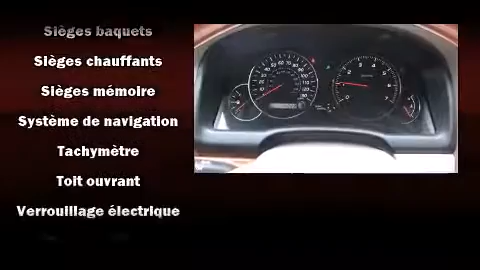 Sièges baquets
Sièges chauffants
Sièges mémoire
Système de navigation
Tachymètre
Toit ouvrant
Verrouillage électrique